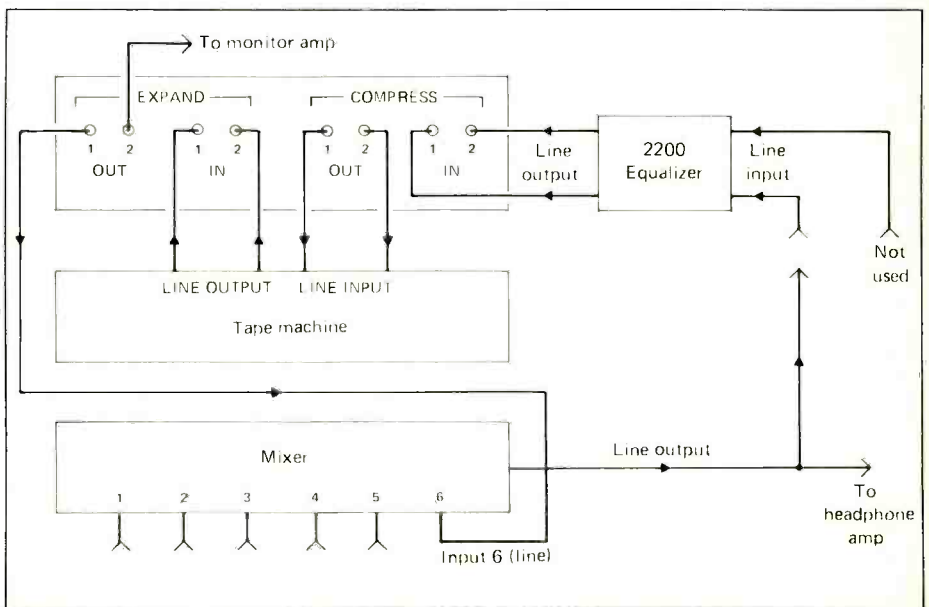 To monitor amp
EXPAND
COMPRESS
1 2 1 2 1 2 1 2
OUT IN OUT IN
Line output
2200 Equalizer
Line input
Not used
LINE OUTPUT LINE INPUT
Tape machine
Mixer
Line output
1 2 3 4 5 6
To headphone amp
Input 6 (line)